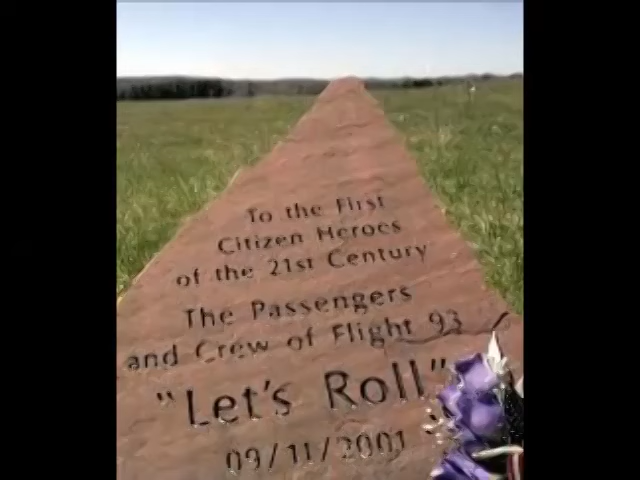 To the First
Citizen Heroes
of the 21st Century
The Passengers
and Crew of Flight 93
"Let's Roll"
09/11/2001